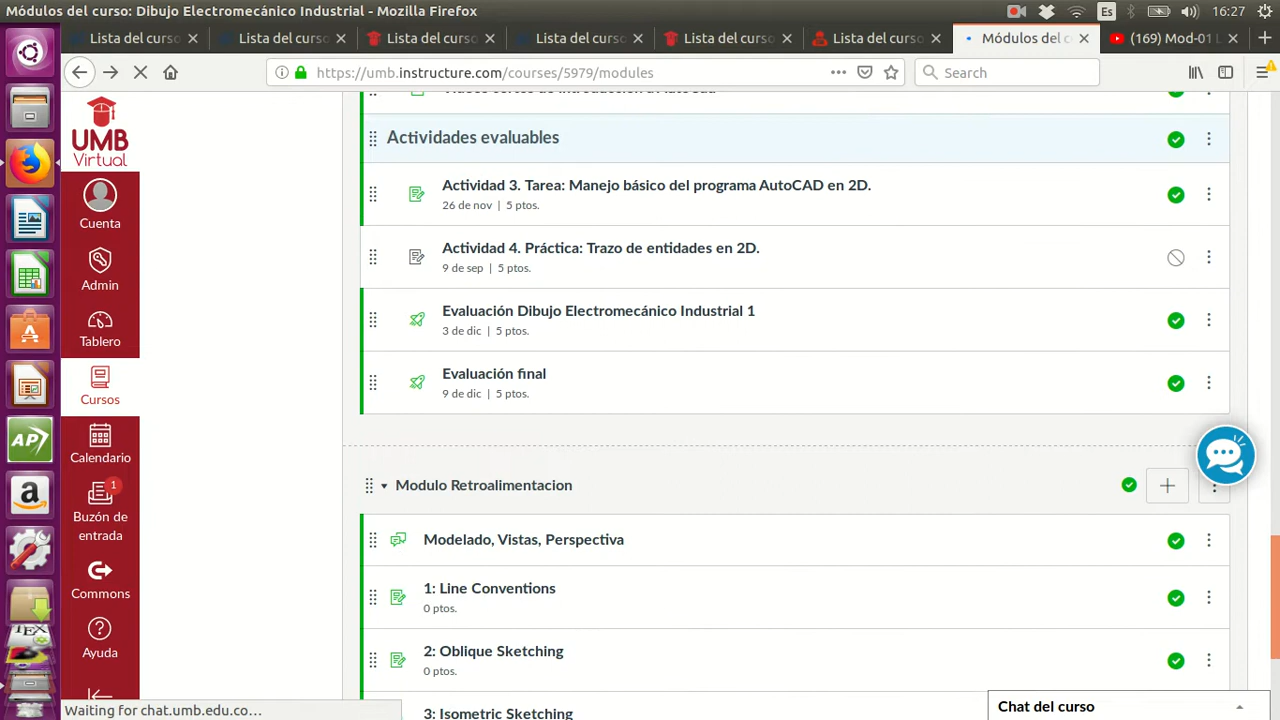 Módulos del curso: Dibujo Electromecánico Industrial - Mozilla Firefox
Es
16:27
Lista del curso
Lista del curso
Lista del curso
Lista del curso
Lista del curso
Lista del curso
Módulos del c
(169) Mod-01
https://umb.instructure.com/courses/5979/modules
Search
UMB
Virtual
Cuenta
Admin
Tablero
Cursos
Calendario
1
Buzón de
entrada
Commons
Ayuda
Actividades evaluables
Actividad 3. Tarea: Manejo básico del programa AutoCAD en 2D.
26 de nov | 5 ptos.
Actividad 4. Práctica: Trazo de entidades en 2D.
9 de sep | 5 ptos.
Evaluación Dibujo Electromecánico Industrial 1
3 de dic | 5 ptos.
Evaluación final
9 de dic | 5 ptos.
Modulo Retroalimentacion
Modelado, Vistas, Perspectiva
1: Line Conventions
0 ptos.
2: Oblique Sketching
0 ptos.
3: Isometric Sketching
Chat del curso
Waiting for chat.umb.edu.co...